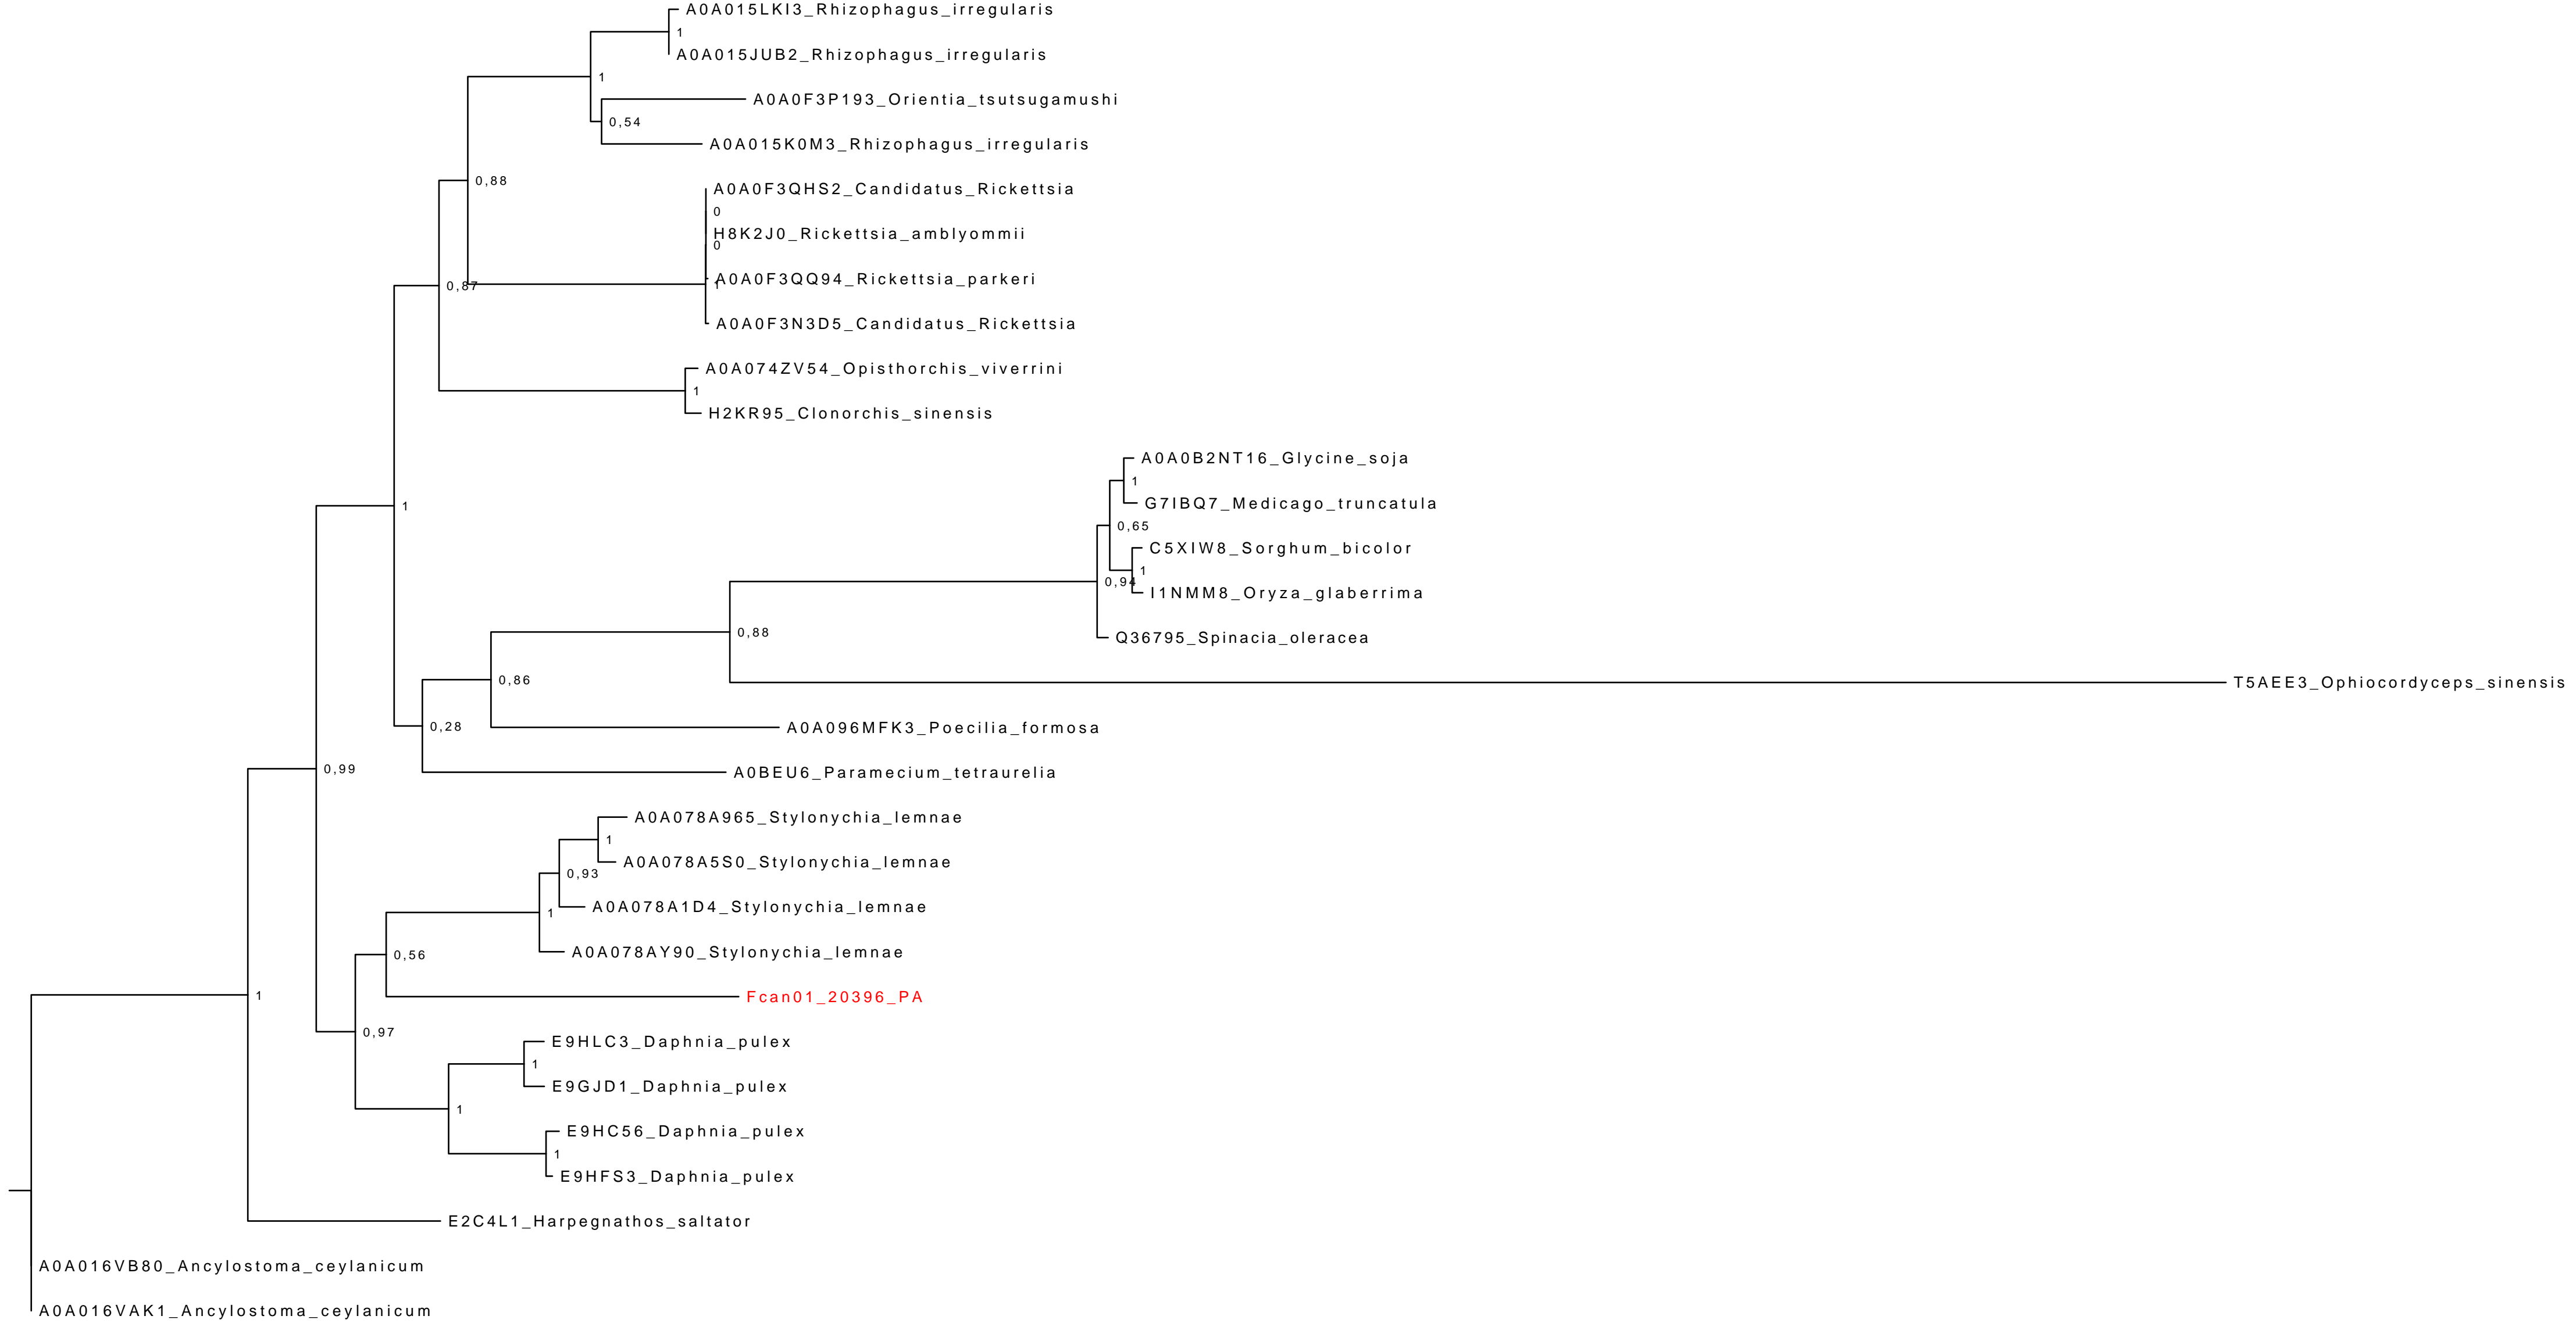 A0A015LKI3_Rhizophagus_irregularis
1
A0A015JUB2_Rhizophagus_irregularis
1
A0A0F3P193_Orientia_tsutsugamushi
0,54
A0A015K0M3_Rhizophagus_irregularis
0,88
A0A0F3QHS2_Candidatus_Rickettsia
0
H8K2J0_Rickettsia_amblyommii
0
A0A0F3QQ94_Rickettsia_parkeri
1
0,87
A0A0F3N3D5_Candidatus_Rickettsia
A0A074ZV54_Opisthorchis_viverrini
1
H2KR95_Clonorchis_sinensis
A0A0B2NT16_Glycine_soja
1
G7IBQ7_Medicago_truncatula
1
0,65
C5XIW8_Sorghum_bicolor
1
0,94
I1NMM8_Oryza_glaberrima
0,88
Q36795_Spinacia_oleracea
0,86
T5AEE3_Ophiocordyceps_sinensis
0,28
A0A096MFK3_Poecilia_formosa
0,99
A0BEU6_Paramecium_tetraurelia
A0A078A965_Stylonychia_lemnae
1
A0A078A5S0_Stylonychia_lemnae
0,93
A0A078A1D4_Stylonychia_lemnae
1
A0A078AY90_Stylonychia_lemnae
0,56
1
Fcan01_20396_PA
0,97
E9HLC3_Daphnia_pulex
1
E9GJD1_Daphnia_pulex
1
E9HC56_Daphnia_pulex
1
E9HFS3_Daphnia_pulex
E2C4L1_Harpegnathos_saltator
A0A016VB80_Ancylostoma_ceylanicum
A0A016VAK1_Ancylostoma_ceylanicum